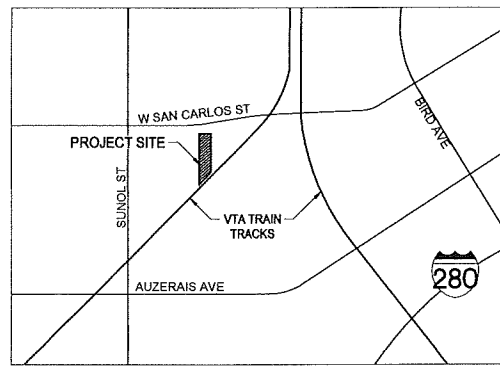 W SAN CARLOS ST
PROJECT SITE
BIRD AVE
SUNOL ST
VTA TRAIN
TRACKS
280
AUZERAIS AVE